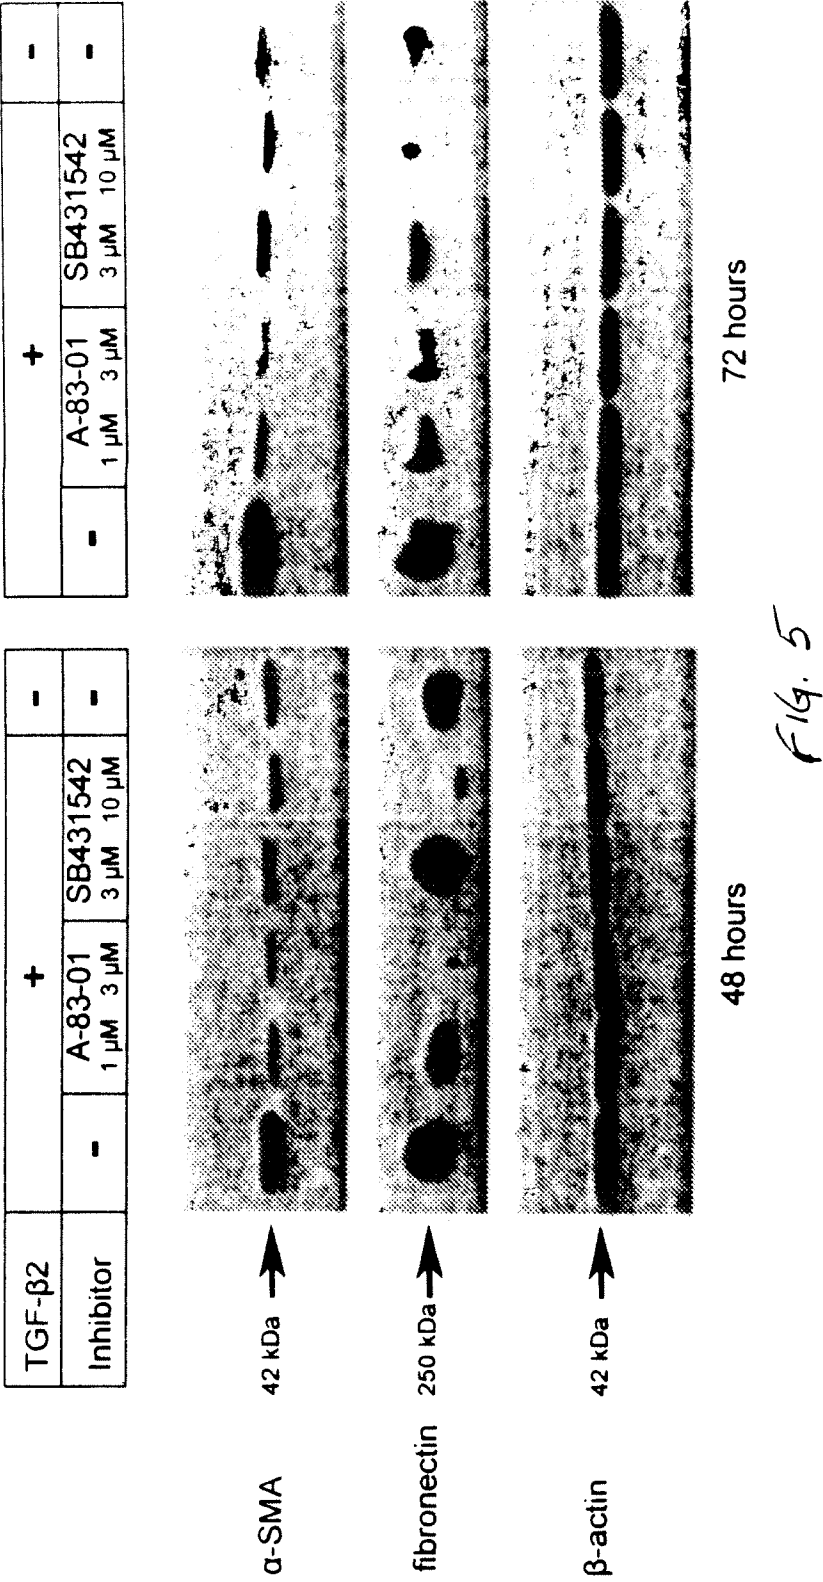 TGF-β2 + - + -
Inhibitor - A-83-01 SB431542 - - A-83-01 SB431542 -
1 μM 3 μM 3 μM 10 μM 1 μM 3 μM 3 μM 10 μM
α-SMA 42 kDa
fibronectin 250 kDa
β-actin 42 kDa
48 hours 72 hours
FIG. 5